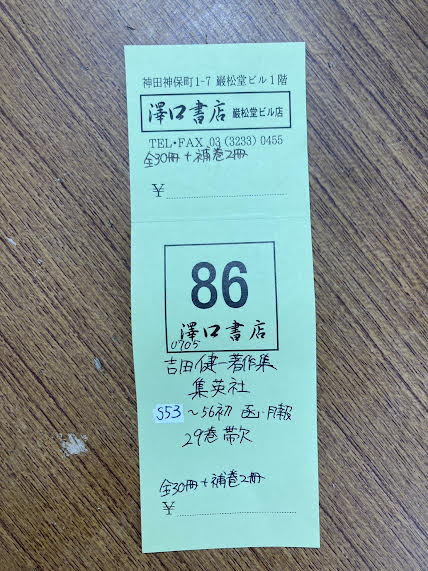 神田神保町1-7 巌松堂ビル1階
澤口書店 巌松堂ビル店
TEL・FAX 03 (3233) 0455
全30冊+補巻2冊
¥
86
澤口書店
0705
吉田健一著作集
集英社
S53~56初 函・月報
29巻帯欠
全30冊+補巻2冊
¥